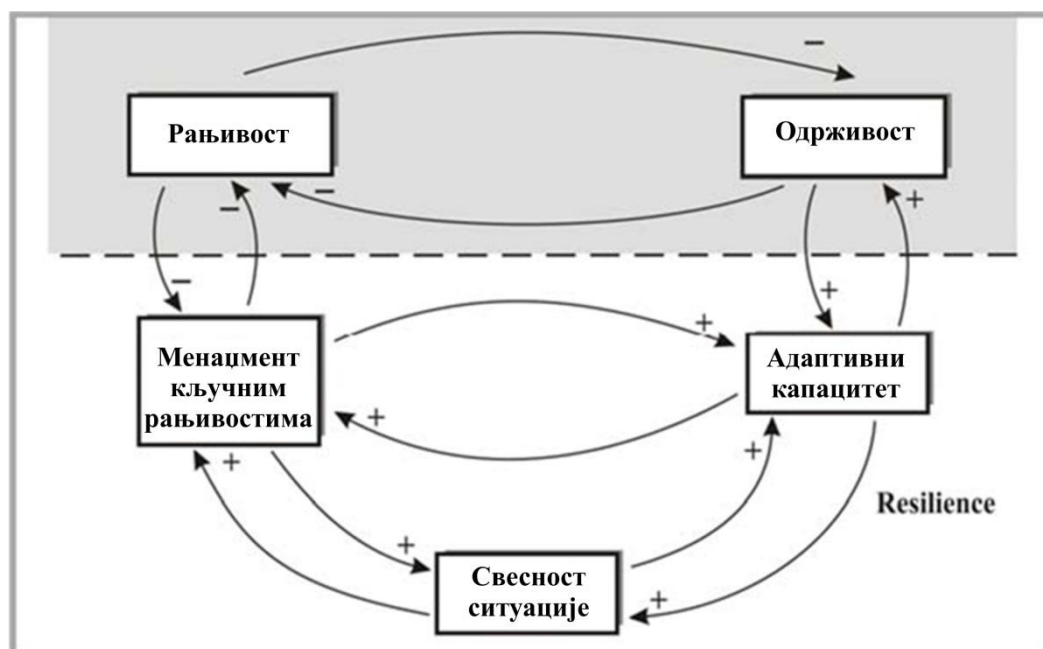 −
Рањивост
Одрживост
−
−
+
−
+
Менаџмент
кључним
рањивостима
+
Адаптивни
капацитет
+
+
+
Resilience
+
Свесност
ситуације
+